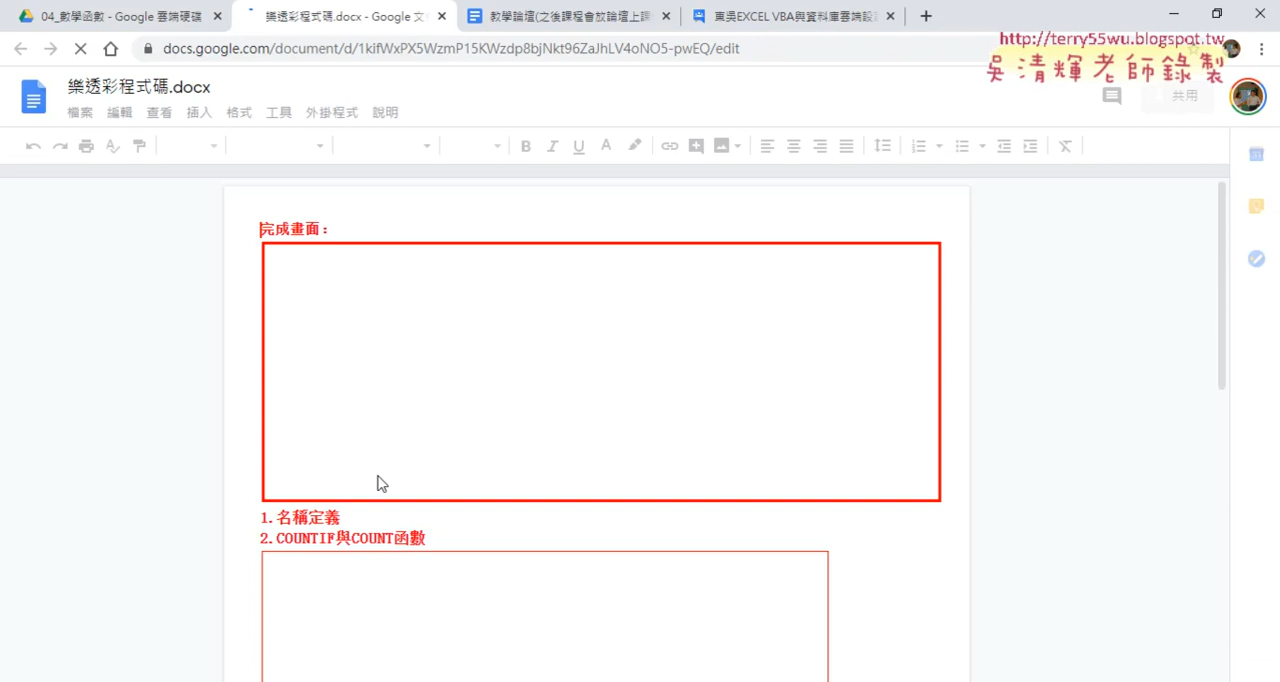 04_數學函數 - Google 雲端硬碟
樂透彩程式碼.docx - Google 文
教學論壇(之後課程會放論壇上課
東吳EXCEL VBA與資料庫雲端設
docs.google.com/document/d/1kifWxPX5WzmP15KWzdp8bjNkt96ZaJhLV4oNO5-pwEQ/edit
http://terry55wu.blogspot.tw
吳清輝老師錄製
樂透彩程式碼.docx
檔案 編輯 查看 插入 格式 工具 外掛程式 說明
共用
完成畫面：
1.名稱定義
2.COUNTIF與COUNT函數